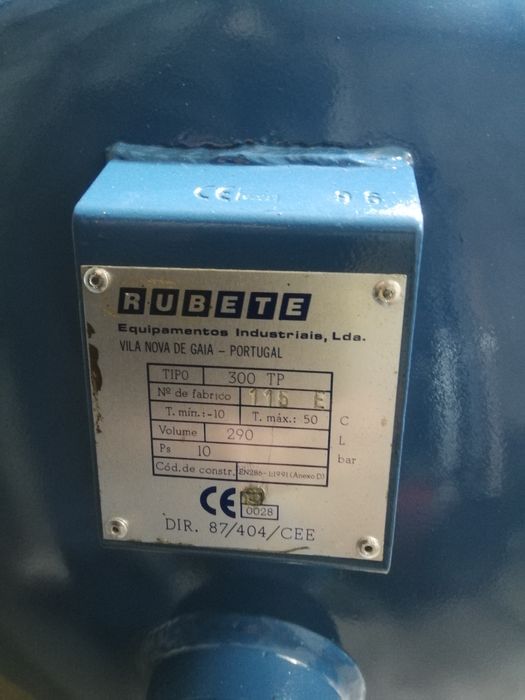 CE 96
RUBETE
Equipamentos Industriais, Lda.
VILA NOVA DE GAIA - PORTUGAL
TIPO 300 TP
Nº de fabrico 115 E
T. mín.:-10 T. máx.: 50 C
Volume 290 L
Ps 10 bar
Cód. de constr. EN286-1:1991 (Anexo D)
CE 0028
DIR. 87/404/CEE